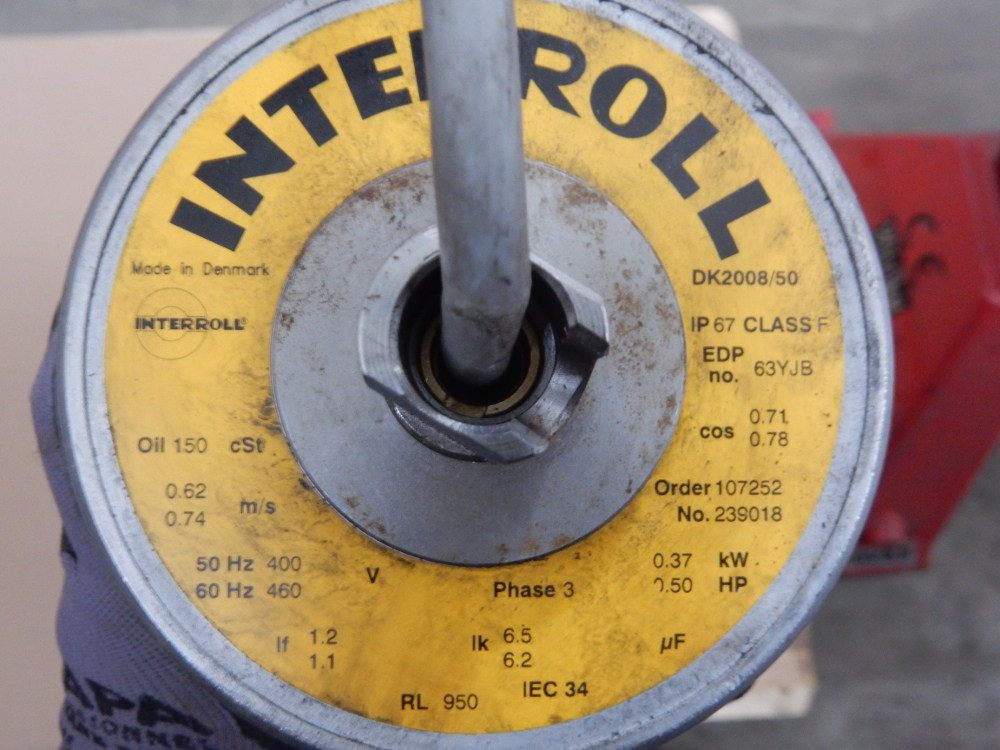 INTERROLL
Made in Denmark
DK2008/50
INTERROLL®
IP 67 CLASS F
EDP no. 63YJB
cos 0.71
0.78
Oil 150 cSt
0.62
0.74 m/s
Order 107252
No. 239018
50 Hz 400
60 Hz 460 V
Phase 3
0.37 kW
0.50 HP
If 1.2
1.1
Ik 6.5
6.2
µF
RL 950
IEC 34